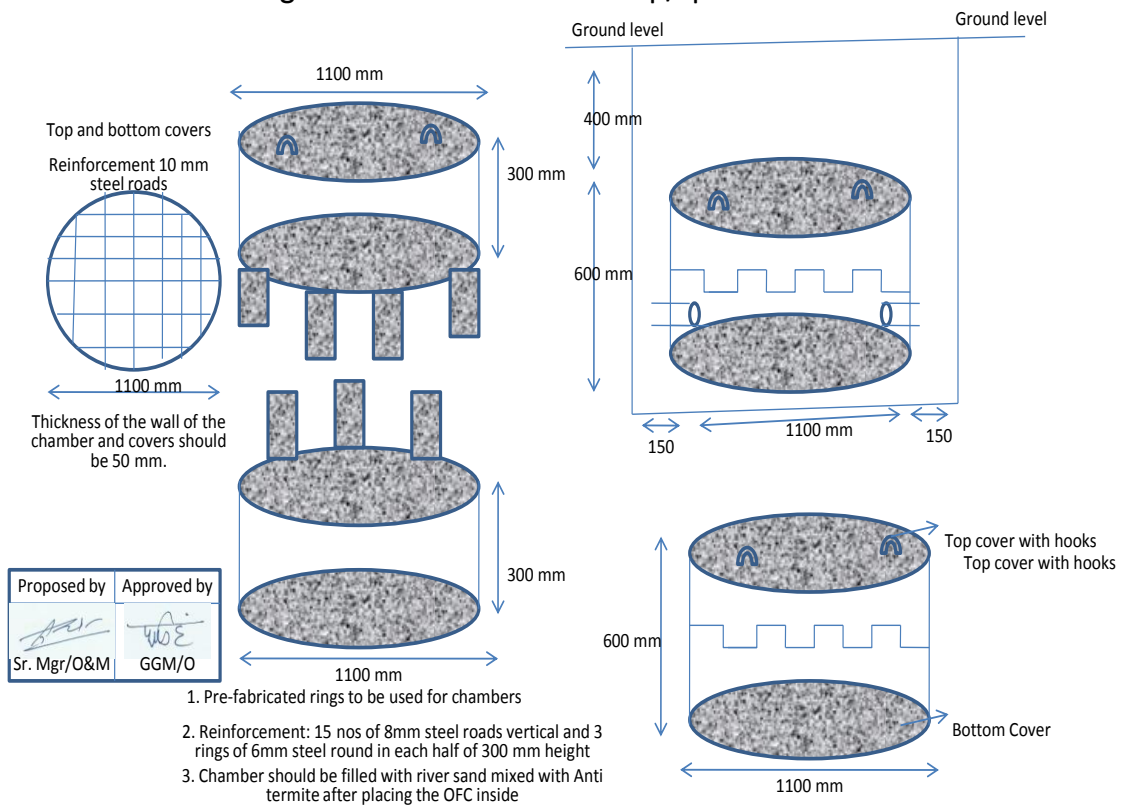 Ground level
Ground level
1100 mm
400 mm
Top and bottom covers
Reinforcement 10 mm
steel roads
300 mm
600 mm
1100 mm
Thickness of the wall of the
chamber and covers should
be 50 mm.
1100 mm
150
150
Top cover with hooks
Top cover with hooks
300 mm
600 mm
Proposed by
Approved by
Sr. Mgr/O&M
GGM/O
1100 mm
Bottom Cover
1. Pre-fabricated rings to be used for chambers
2. Reinforcement: 15 nos of 8mm steel roads vertical and 3
rings of 6mm steel round in each half of 300 mm height
3. Chamber should be filled with river sand mixed with Anti
termite after placing the OFC inside
1100 mm